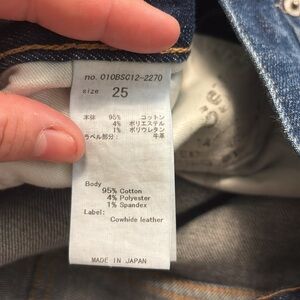 no. 010BSG12-2270
size 25
本体 95% コットン
4% ポリエステル
1% ポリウレタン
ラベル部分: 牛革
Body
95% Cotton
4% Polyester
1% Spandex
Label:
Cowhide leather
MADE IN JAPAN